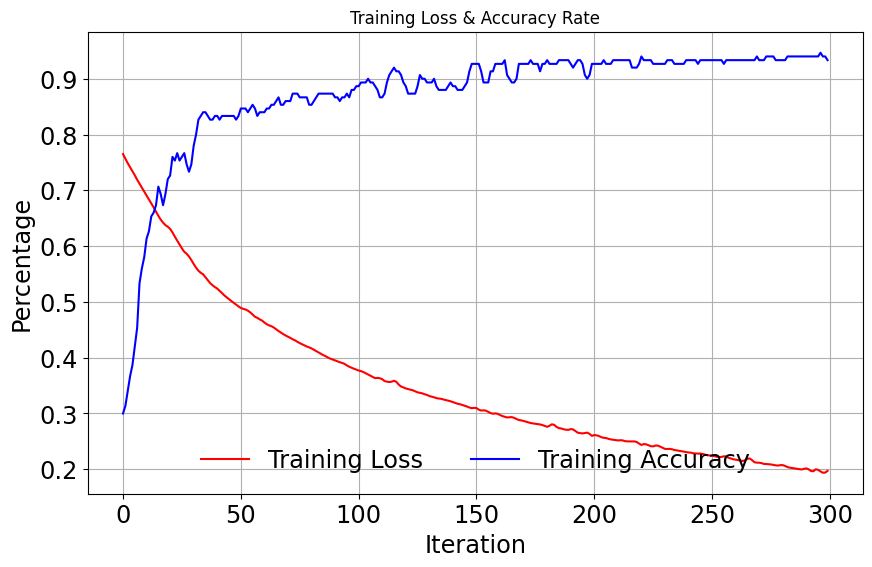 Training Loss & Accuracy Rate
Percentage
0.9
0.8
0.7
0.6
0.5
0.4
0.3
0.2
Training Loss Training Accuracy
0 50 100 150 200 250 300
Iteration